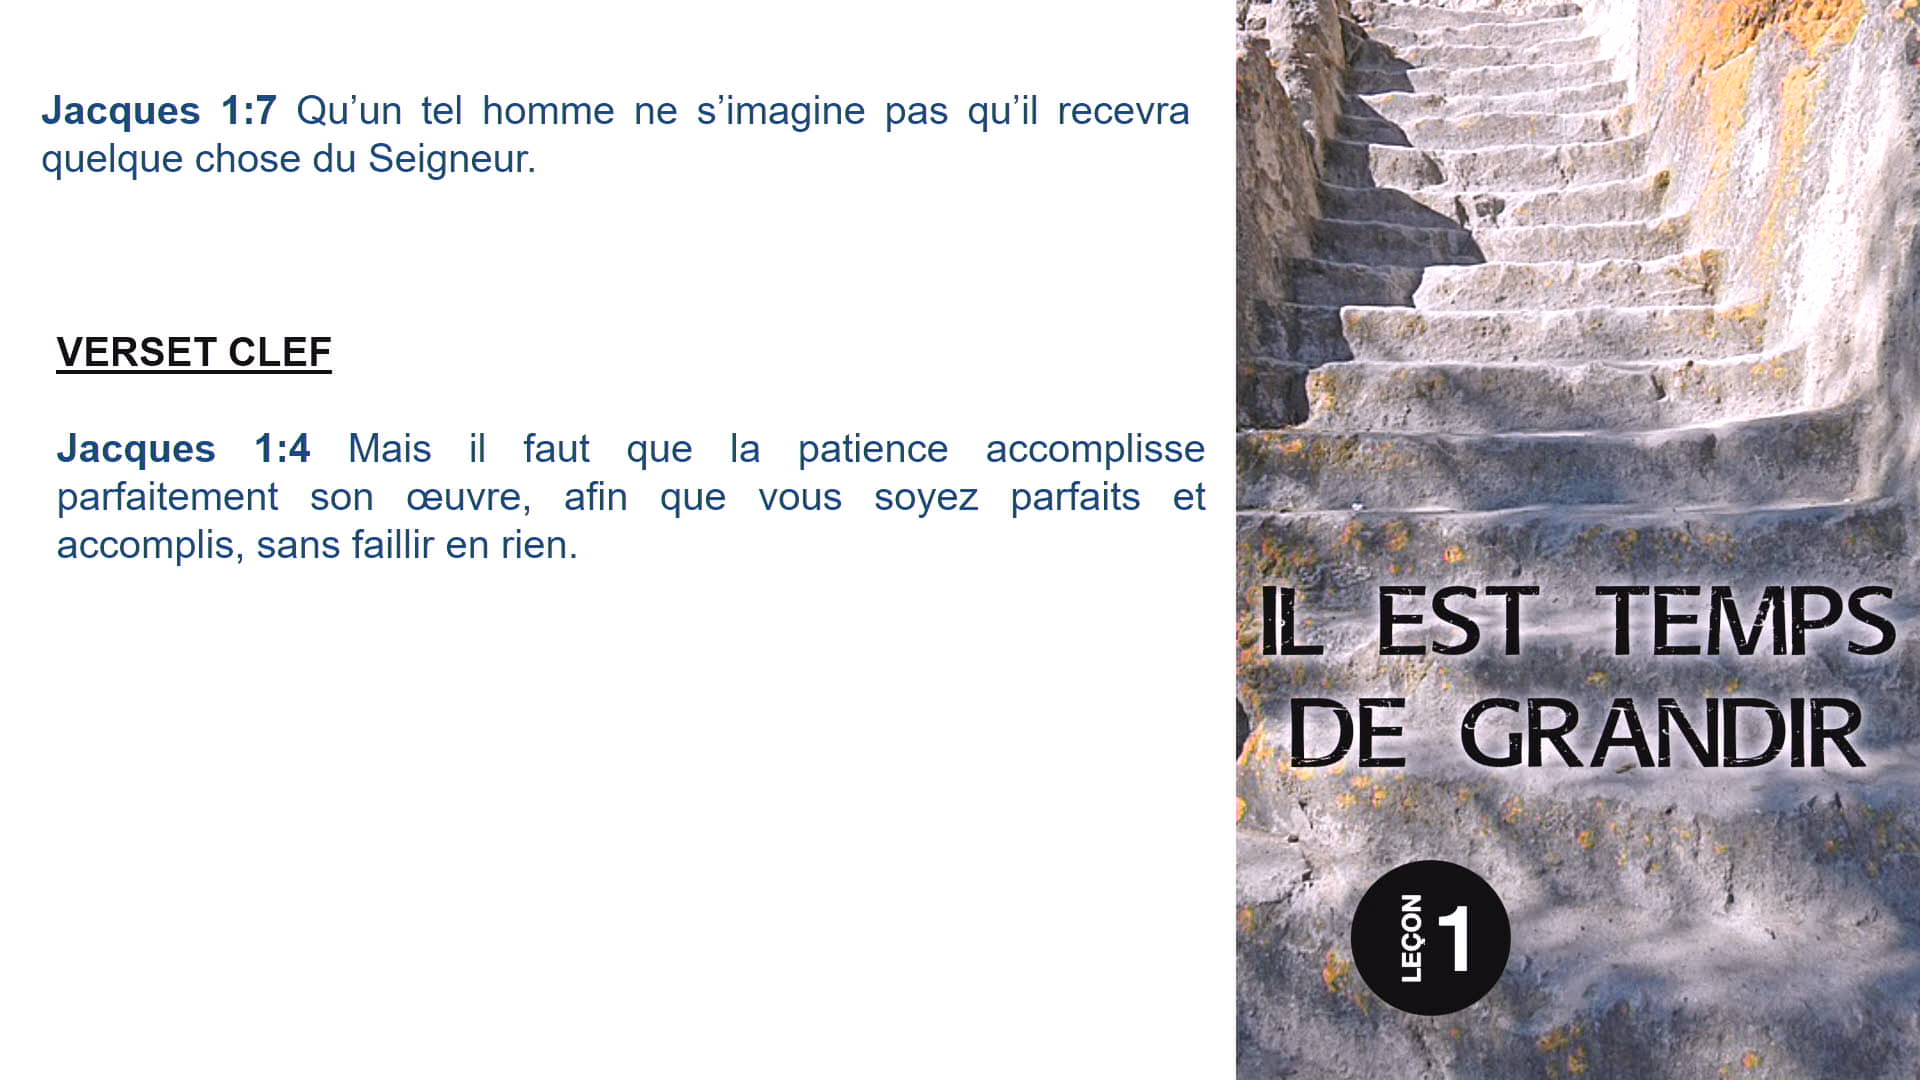 Jacques 1:7 Qu’un tel homme ne s’imagine pas qu’il recevra
quelque chose du Seigneur.
VERSET CLEF
Jacques 1:4 Mais il faut que la patience accomplisse
parfaitement son œuvre, afin que vous soyez parfaits et
accomplis, sans faillir en rien.
IL EST TEMPS
DE GRANDIR
LEÇON 1